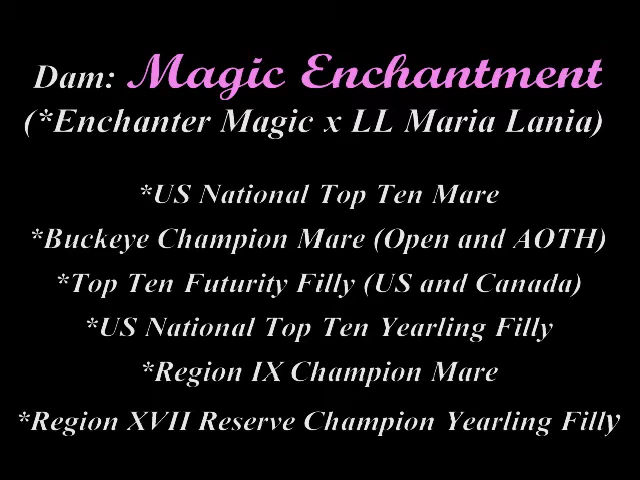 Dam: Magic Enchantment
(*Enchanter Magic x LL Maria Lania)
*US National Top Ten Mare
*Buckeye Champion Mare (Open and AOTH)
*Top Ten Futurity Filly (US and Canada)
*US National Top Ten Yearling Filly
*Region IX Champion Mare
*Region XVII Reserve Champion Yearling Filly